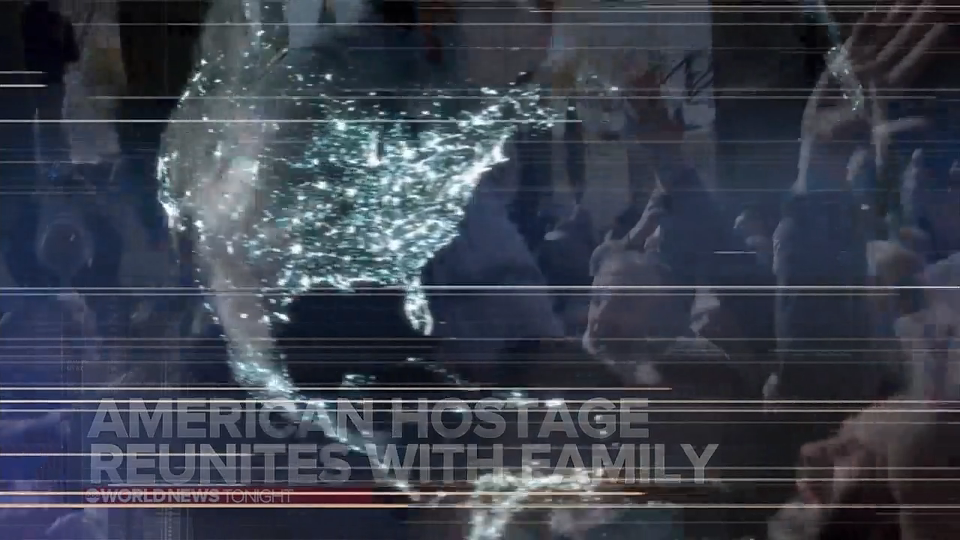 AMERICAN HOSTAGE
REUNITES WITH FAMILY
WORLD NEWS TONIGHT